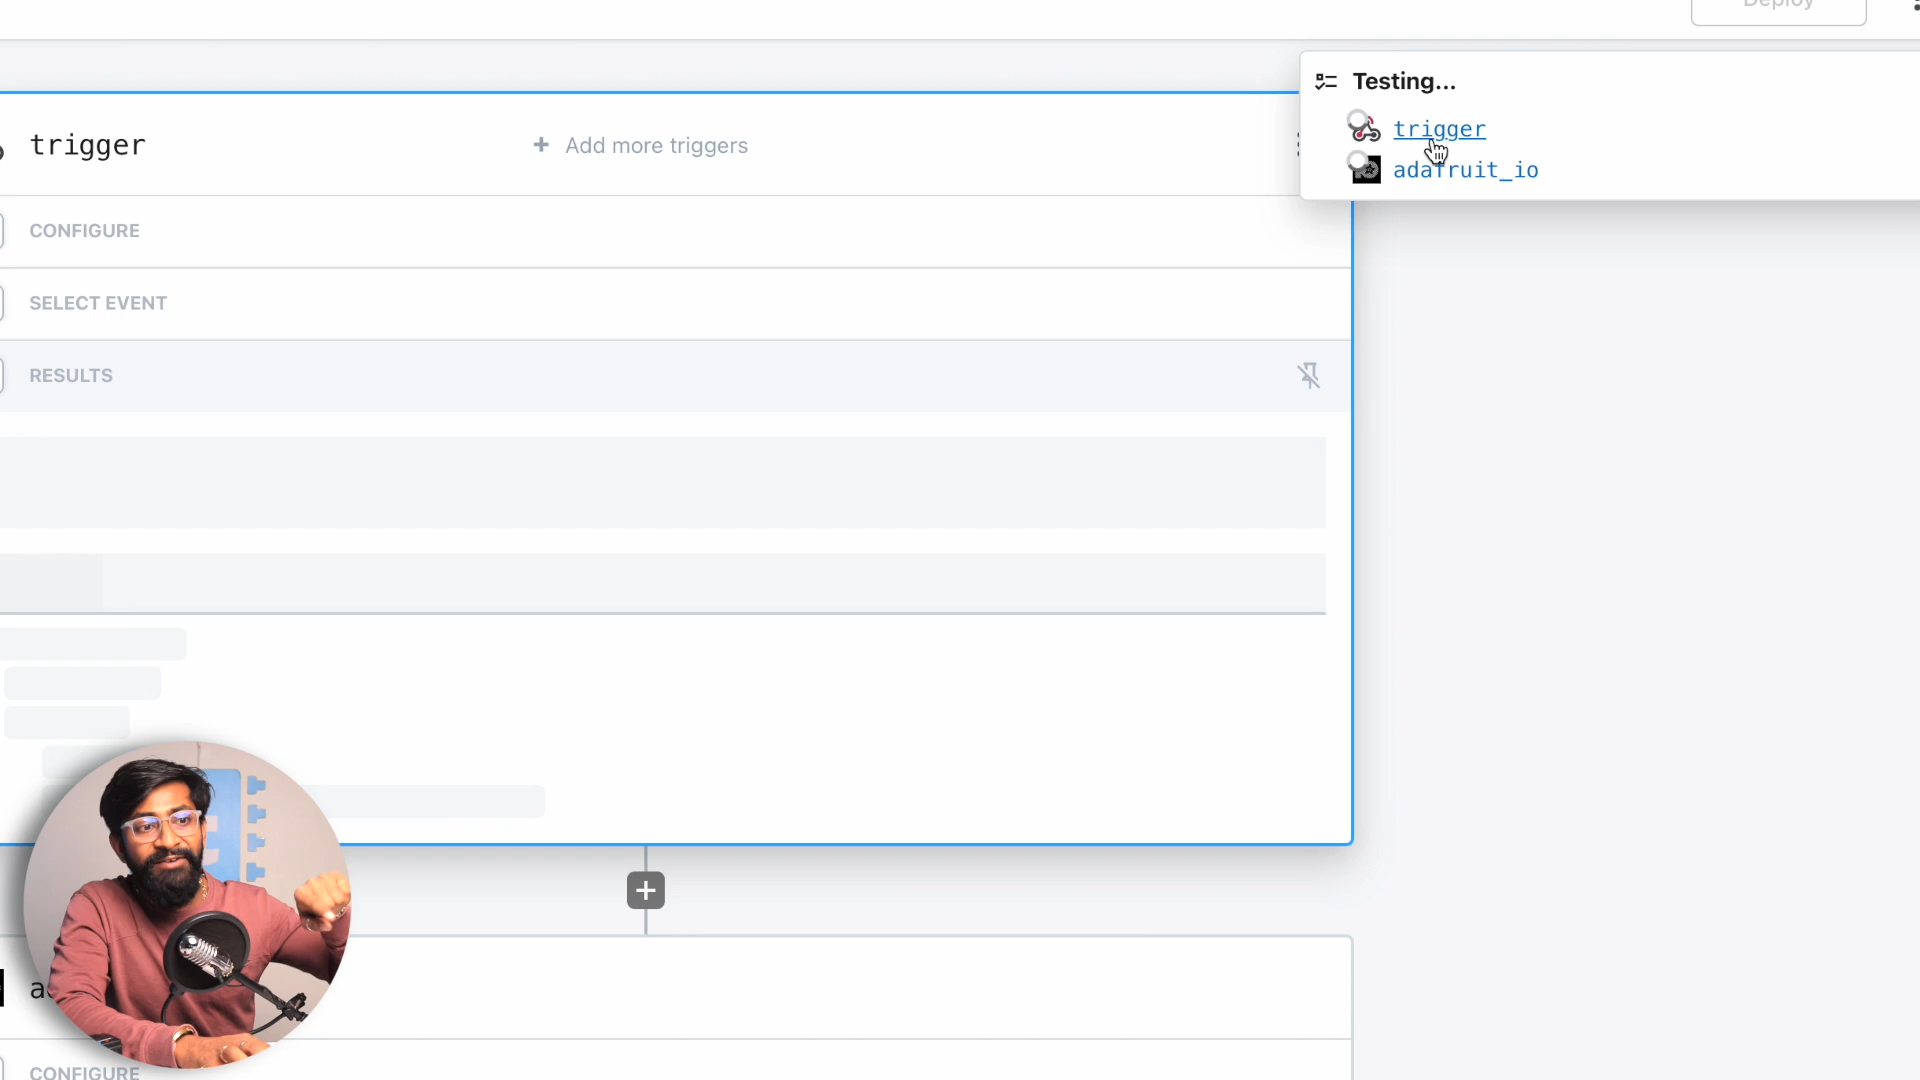 Deploy
Testing...
trigger
adafruit_io
trigger
+ Add more triggers
CONFIGURE
SELECT EVENT
RESULTS
CONFIGURE